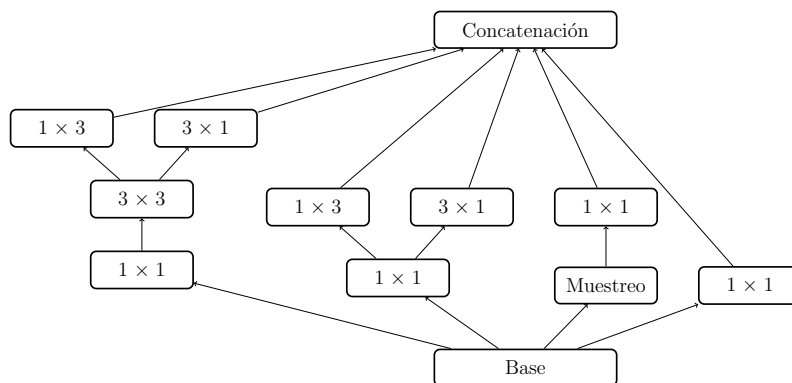 Concatenación
1 × 3
3 × 1
3 × 3
1 × 3
3 × 1
1 × 1
1 × 1
1 × 1
Muestreo
1 × 1
Base